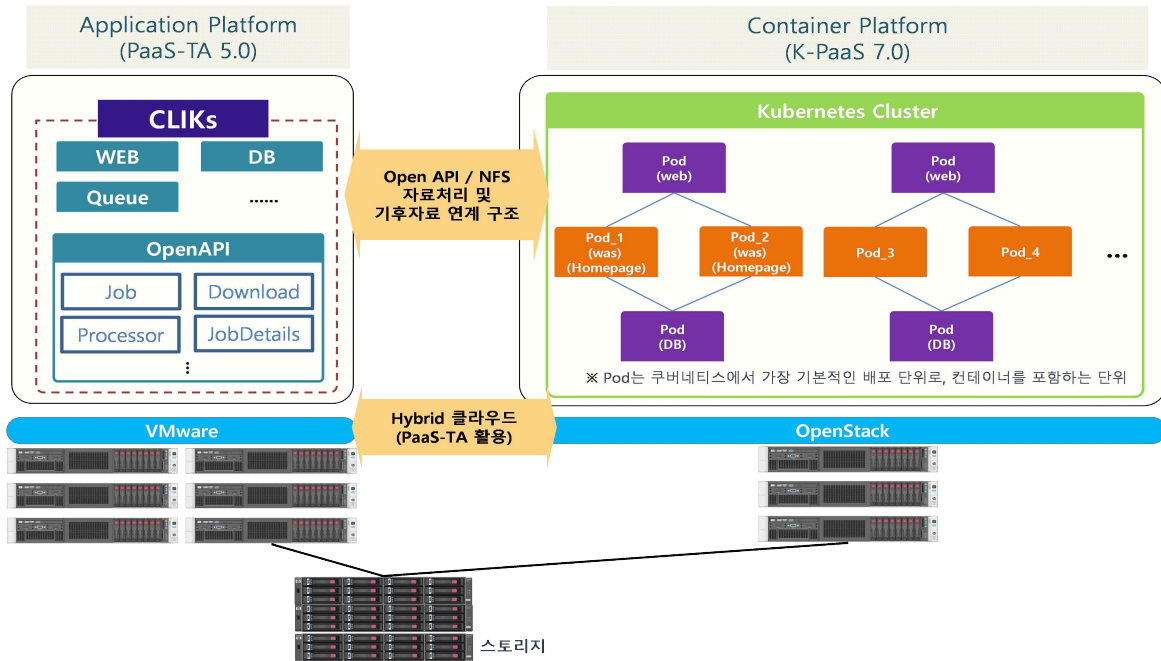 Application Platform
(PaaS-TA 5.0)
Container Platform
(K-PaaS 7.0)
CLIKs
WEB
DB
Queue
......
OpenAPI
Job
Download
Processor
JobDetails
⋮
Open API / NFS
자료처리 및
기후자료 연계 구조
Kubernetes Cluster
Pod
(web)
Pod
(web)
Pod_1
(was)
(Homepage)
Pod_2
(was)
(Homepage)
Pod_3
Pod_4
...
Pod
(DB)
Pod
(DB)
※ Pod는 쿠버네티스에서 가장 기본적인 배포 단위로, 컨테이너를 포함하는 단위
VMware
Hybrid 클라우드
(PaaS-TA 활용)
OpenStack
스토리지